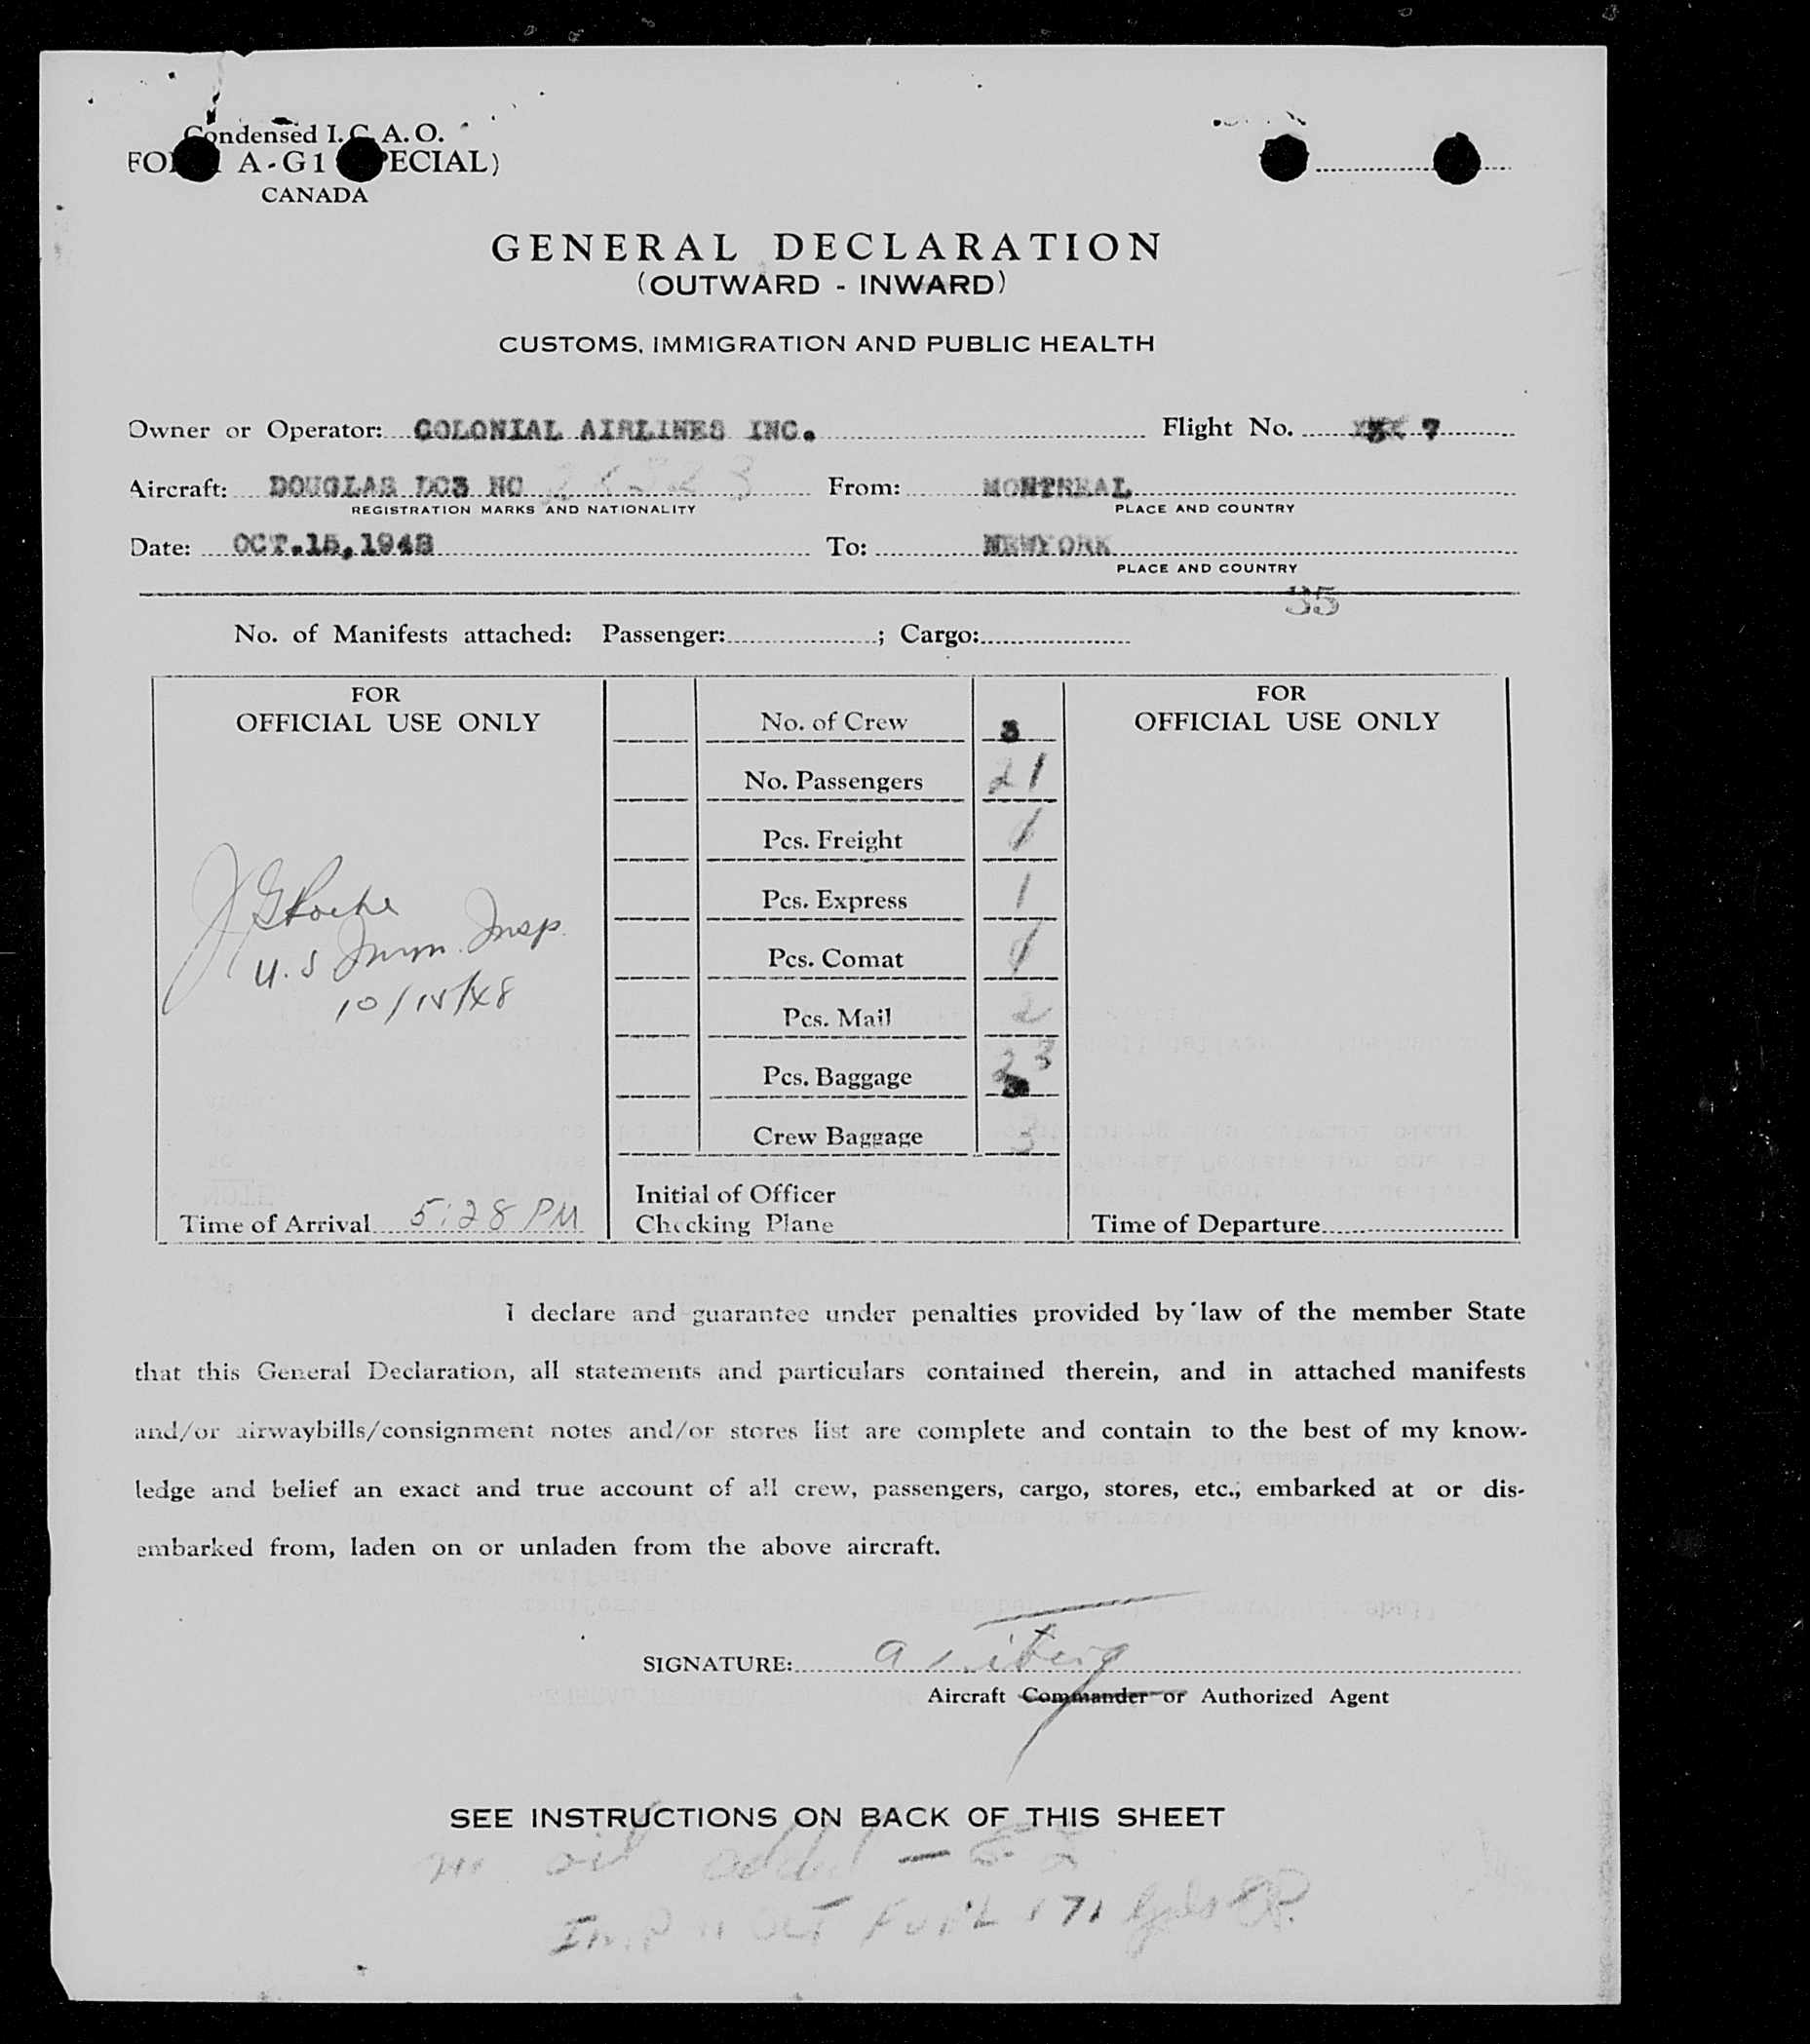 Condensed I.C.A.O.
A-G1
CANADA
GENERAL DECLARATION
(OUTWARD - INWARD)
CUSTOMS, IMMIGRATION AND PUBLIC HEALTH
Owner or Operator: COLONIAL AIRLINES INC. Flight No. 7
Aircraft: DOUGLAS DC3 NC From: MONTREAL
REGISTRATION MARKS AND NATIONALITY PLACE AND COUNTRY
Date: OCT.15,1948 To: NEWYORK
PLACE AND COUNTRY
35
No. of Manifests attached: Passenger: ; Cargo:
FOR
OFFICIAL USE ONLY
No. of Crew 3
No. Passengers 21
Pcs. Freight
Pcs. Express 1
Pcs. Comat
Pcs. Mail 2
Pcs. Baggage 23
Crew Baggage 3
FOR
OFFICIAL USE ONLY
U.S Imm. Insp.
10/15/48
Time of Arrival 5:28 PM
Initial of Officer
Checking Plane
Time of Departure
I declare and guarantee under penalties provided by law of the member State
that this General Declaration, all statements and particulars contained therein, and in attached manifests
and/or airwaybills/consignment notes and/or stores list are complete and contain to the best of my know-
ledge and belief an exact and true account of all crew, passengers, cargo, stores, etc., embarked at or dis-
embarked from, laden on or unladen from the above aircraft.
SIGNATURE:
Aircraft Commander or Authorized Agent
SEE INSTRUCTIONS ON BACK OF THIS SHEET
oil added
FUEL 171 gals